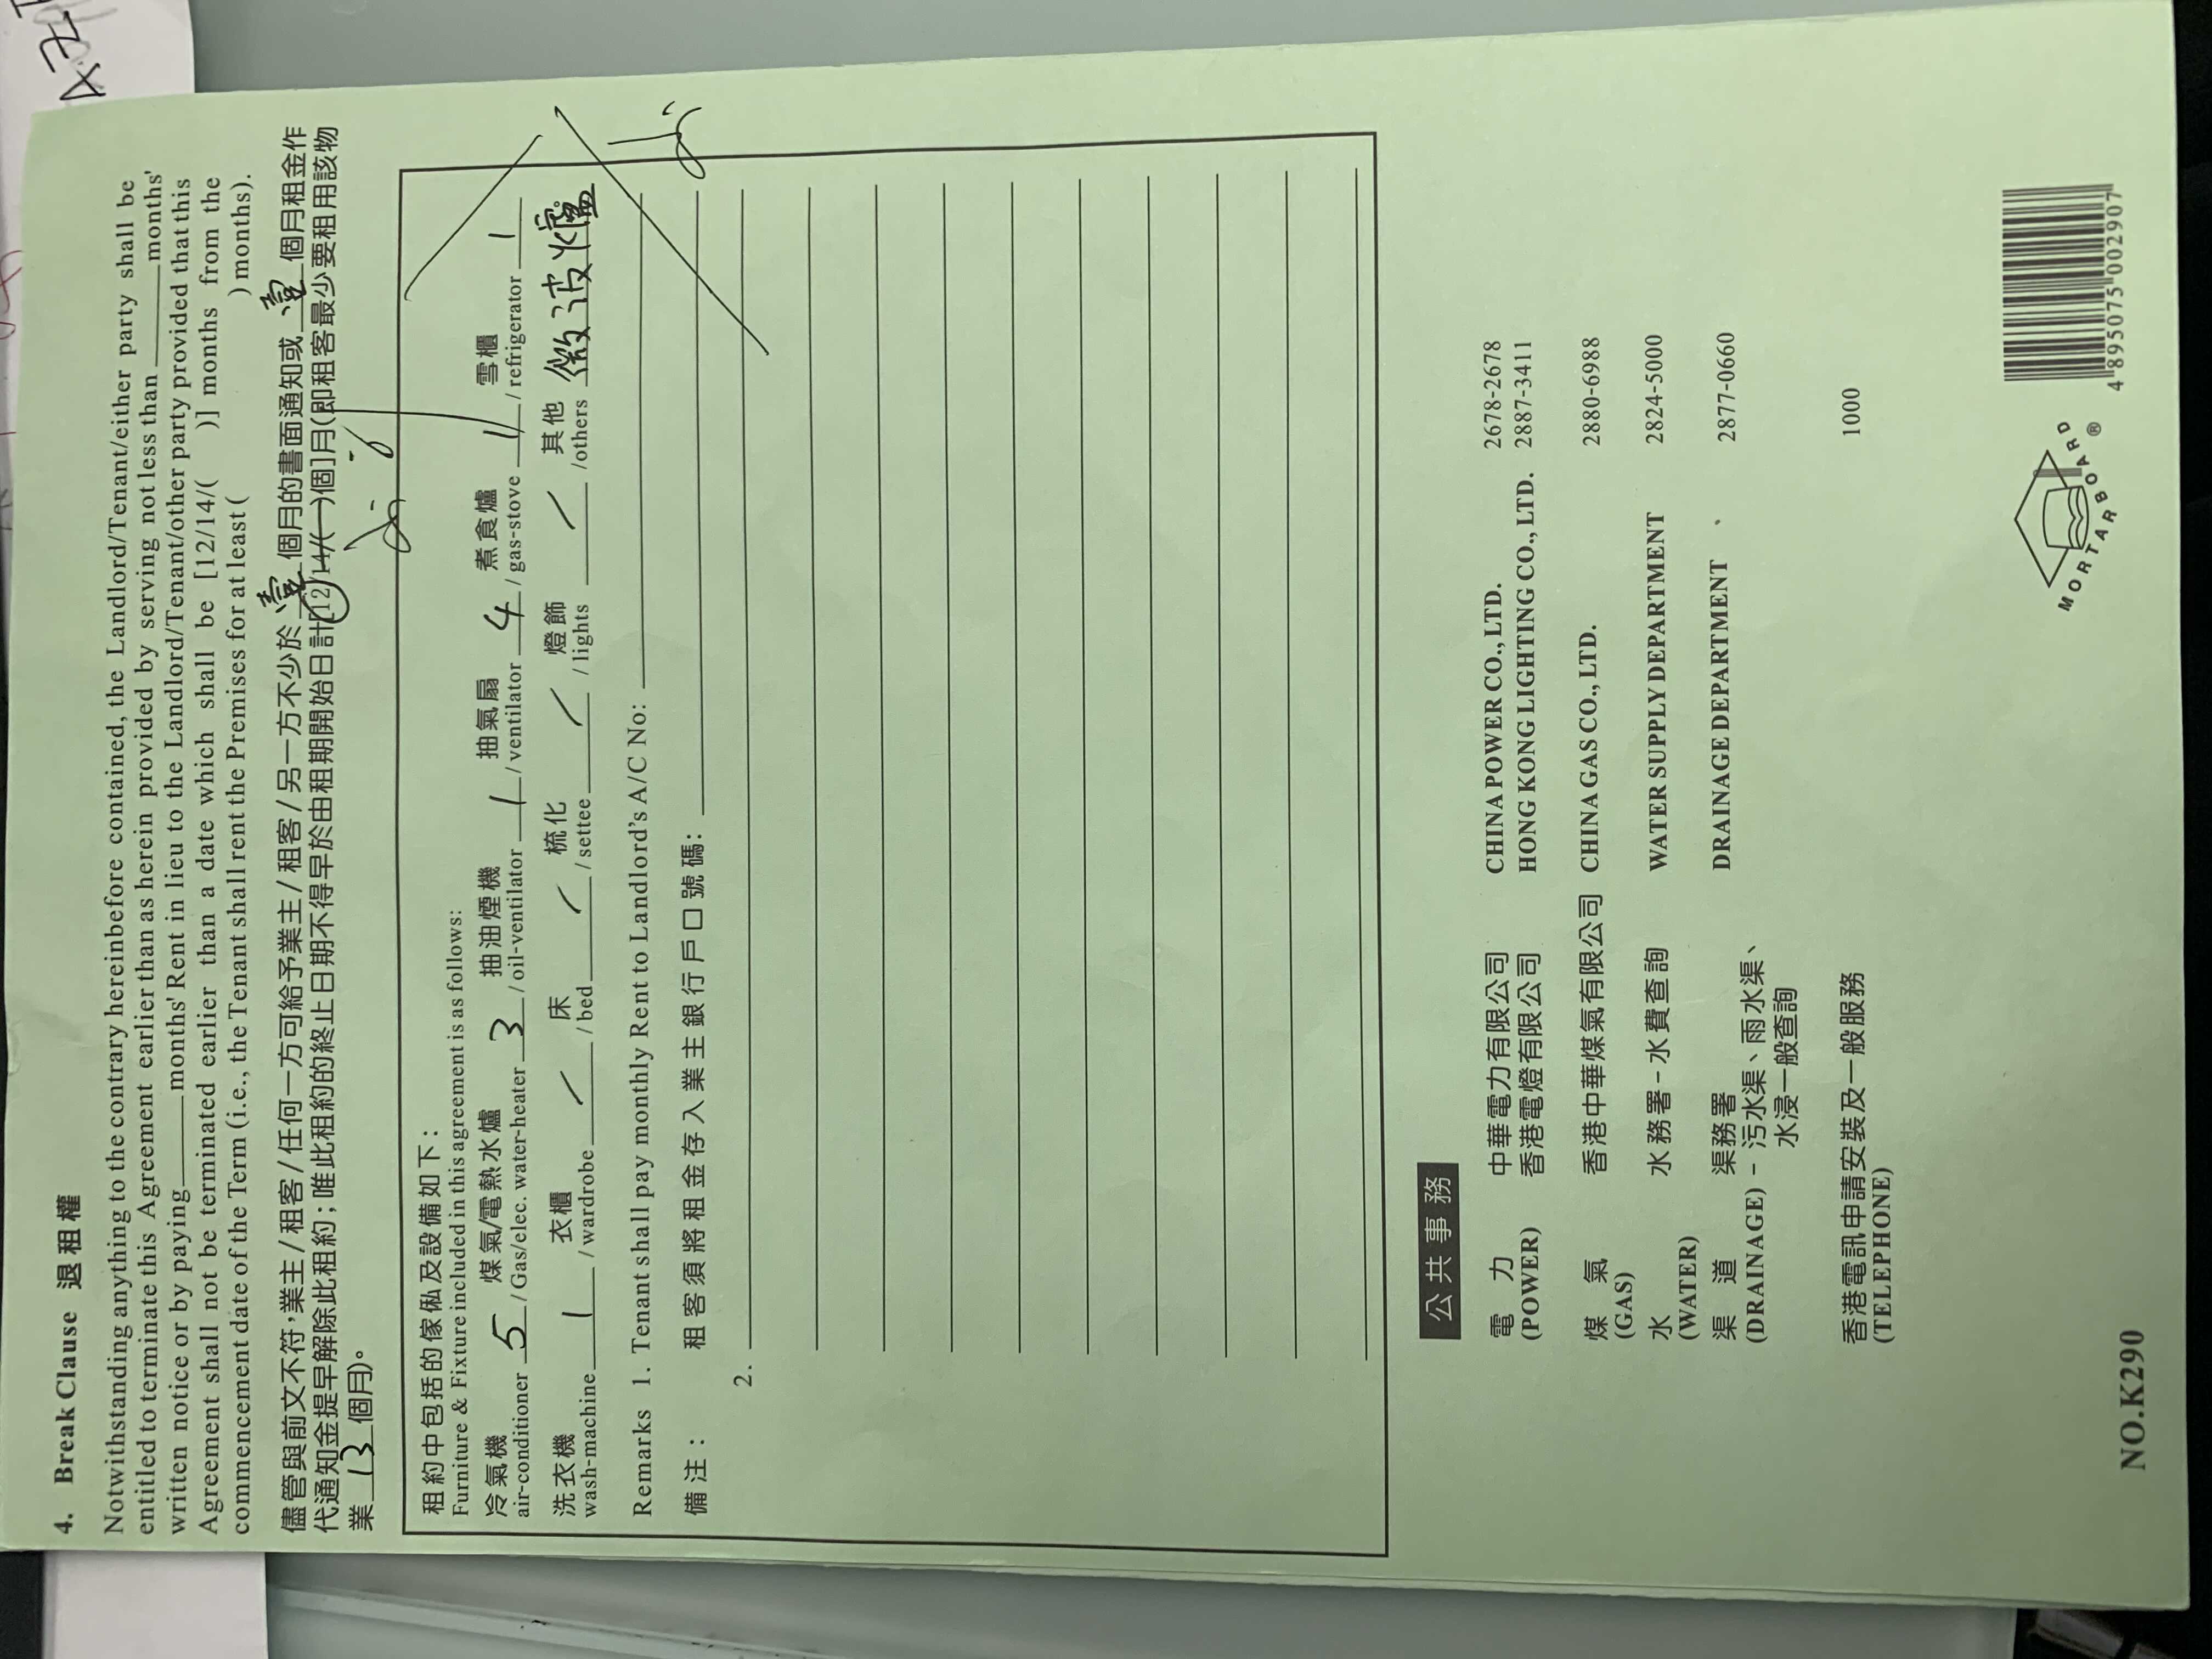 4. Break Clause 退租權
Notwithstanding anything to the contrary hereinbefore contained, the Landlord/Tenant/either party shall be
entitled to terminate this Agreement earlier than as herein provided by serving not less than ______ months'
written notice or by paying ______ months' Rent in lieu to the Landlord/Tenant/other party provided that this
Agreement shall not be terminated earlier than a date which shall be [12/14/( )] months from the
commencement date of the Term (i.e., the Tenant shall rent the Premises for at least ( ) months).
儘管與前文不符，業主/租客/任何一方可給予業主/租客/另一方不少於 壹 個月的書面通知或 壹 個月租金作
代通知金提早解除此租約；唯此租約的終止日期不得早於由租期開始日計[12/14/( )個]月(即租客最少要租用該物
業 13 個月)。
租約中包括的傢俬及設備如下：
Furniture & Fixture included in this agreement is as follows:
冷氣機 煤氣/電熱水爐 抽油煙機 抽氣扇 煮食爐 雪櫃
air-conditioner 5 / Gas/elec. water-heater 3 / oil-ventilator 1 / ventilator 4 / gas-stove 1 / refrigerator 1
洗衣機 衣櫃 床 梳化 燈飾 其他
wash-machine 1 / wardrobe / / bed / / settee / / lights / /others 微波爐
Remarks 1. Tenant shall pay monthly Rent to Landlord's A/C No:
備注： 租客須將租金存入業主銀行戶口號碼：
2.
公共事務
電力 中華電力有限公司 CHINA POWER CO., LTD. 2678-2678
(POWER) 香港電燈有限公司 HONG KONG LIGHTING CO., LTD. 2887-3411
煤氣 香港中華煤氣有限公司 CHINA GAS CO., LTD. 2880-6988
(GAS)
水 水務署－水費查詢 WATER SUPPLY DEPARTMENT 2824-5000
(WATER)
渠道 渠務署 DRAINAGE DEPARTMENT 2877-0660
(DRAINAGE) －污水渠、雨水渠、
水浸一般查詢
香港電訊申請安裝及一般服務 1000
(TELEPHONE)
NO.K290
MORTARBOARD ®
4 895075 002907